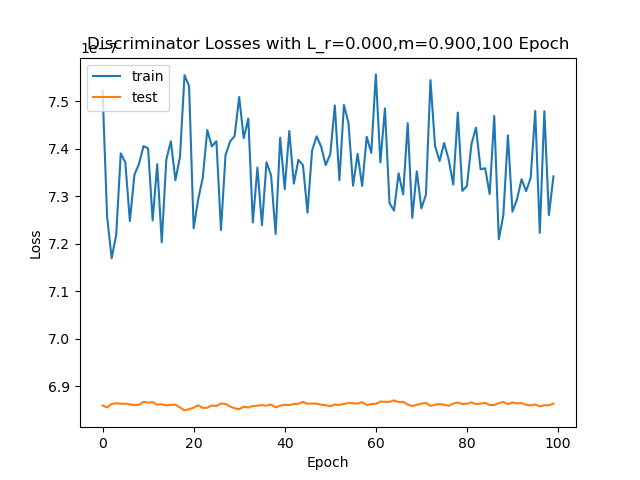 Discriminator Losses with L_r=0.000,m=0.900,100 Epoch
1e−7
train
test
7.5
7.4
7.3
7.2
7.1
7.0
6.9
Loss
0 20 40 60 80 100
Epoch